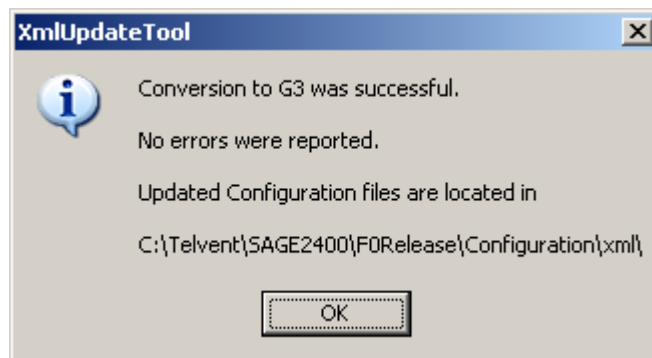 XmlUpdateTool
Conversion to G3 was successful.
No errors were reported.
Updated Configuration files are located in
C:\Telvent\SAGE2400\F0Release\Configuration\xml\
OK